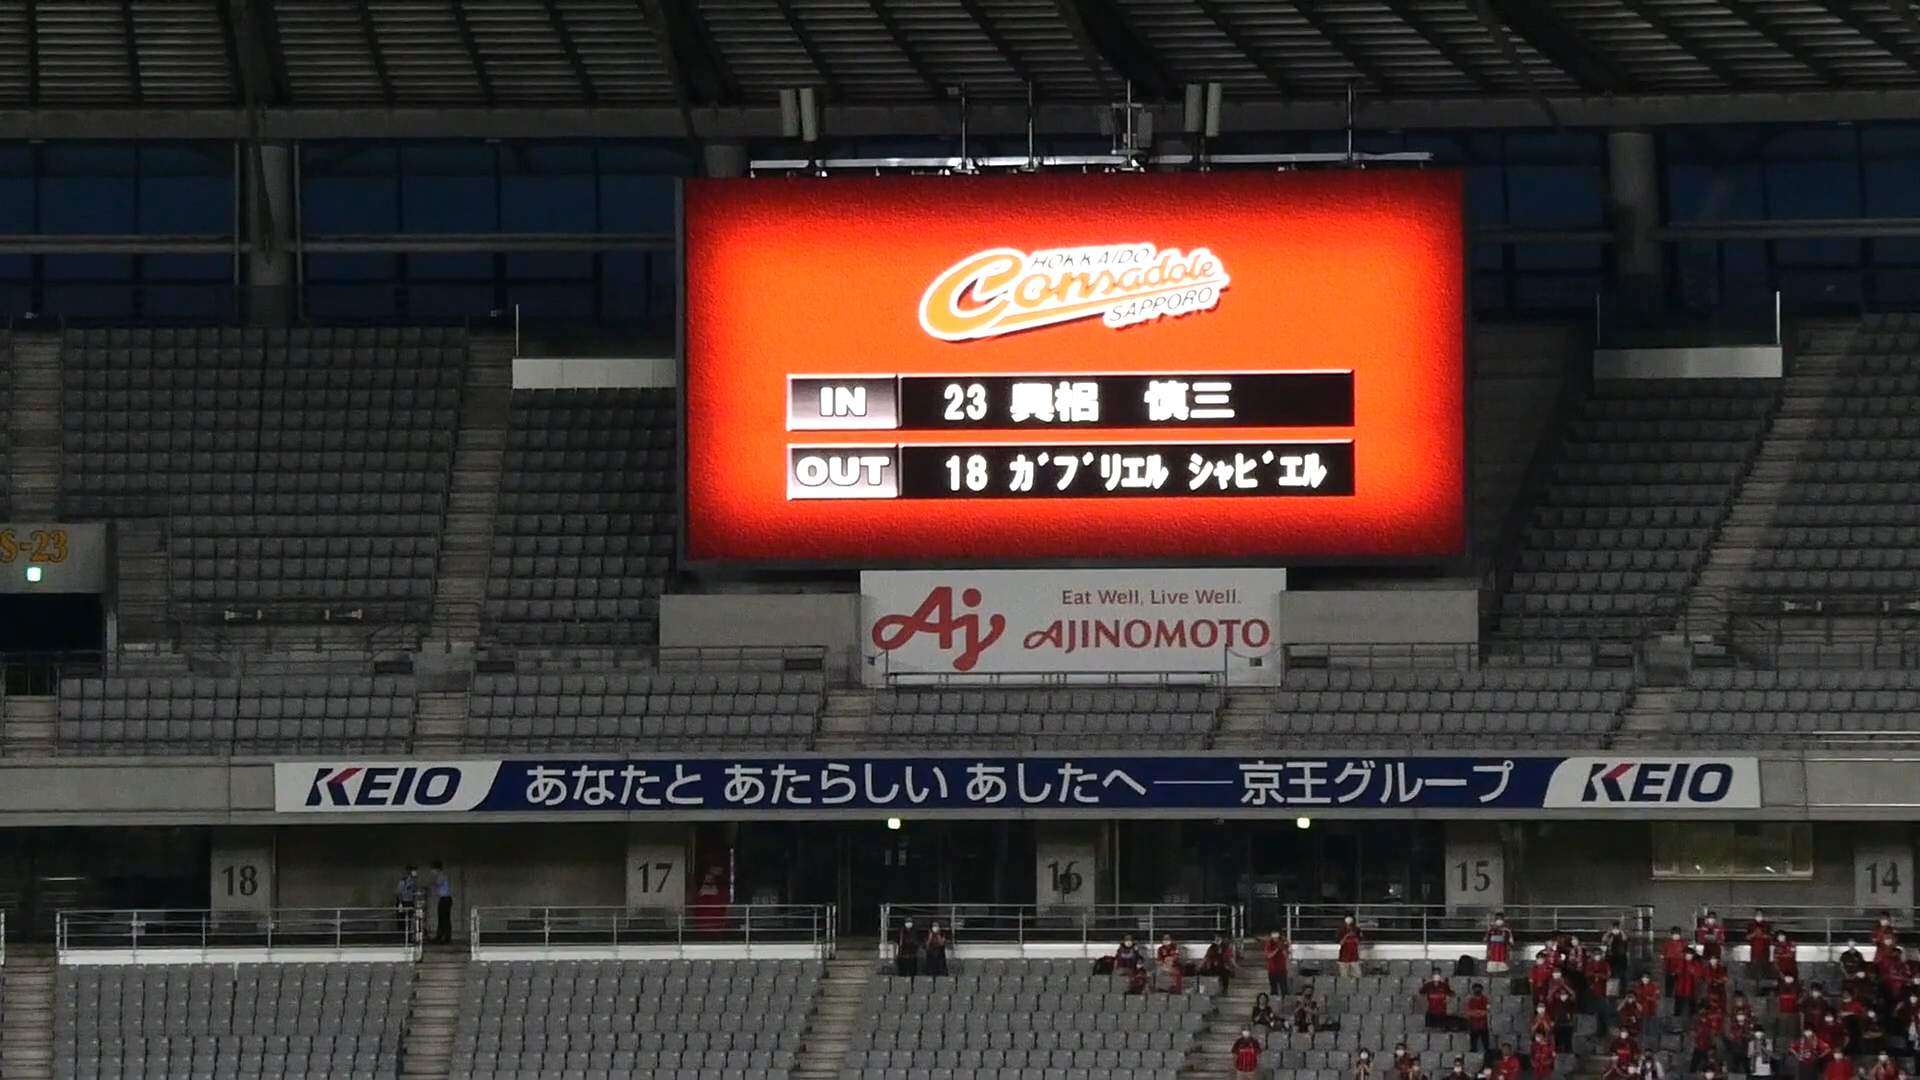 HOKKAIDO
Consadole
SAPPORO
IN 23 興梠 慎三
OUT 18 ガブリエル シャビエル
S-23
Aj Eat Well, Live Well.
AJINOMOTO
KEIO あなたと あたらしい あしたへ――京王グループ KEIO
18 17 16 15 14